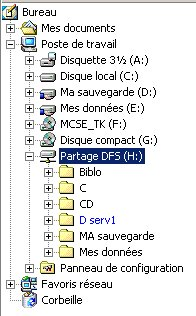 Bureau
Mes documents
Poste de travail
Disquette 3½ (A:)
Disque local (C:)
Ma sauvegarde (D:)
Mes données (E:)
MCSE_TK (F:)
Disque compact (G:)
Partage DFS (H:)
Biblo
C
CD
D serv1
MA sauvegarde
Mes données
Panneau de configuration
Favoris réseau
Corbeille